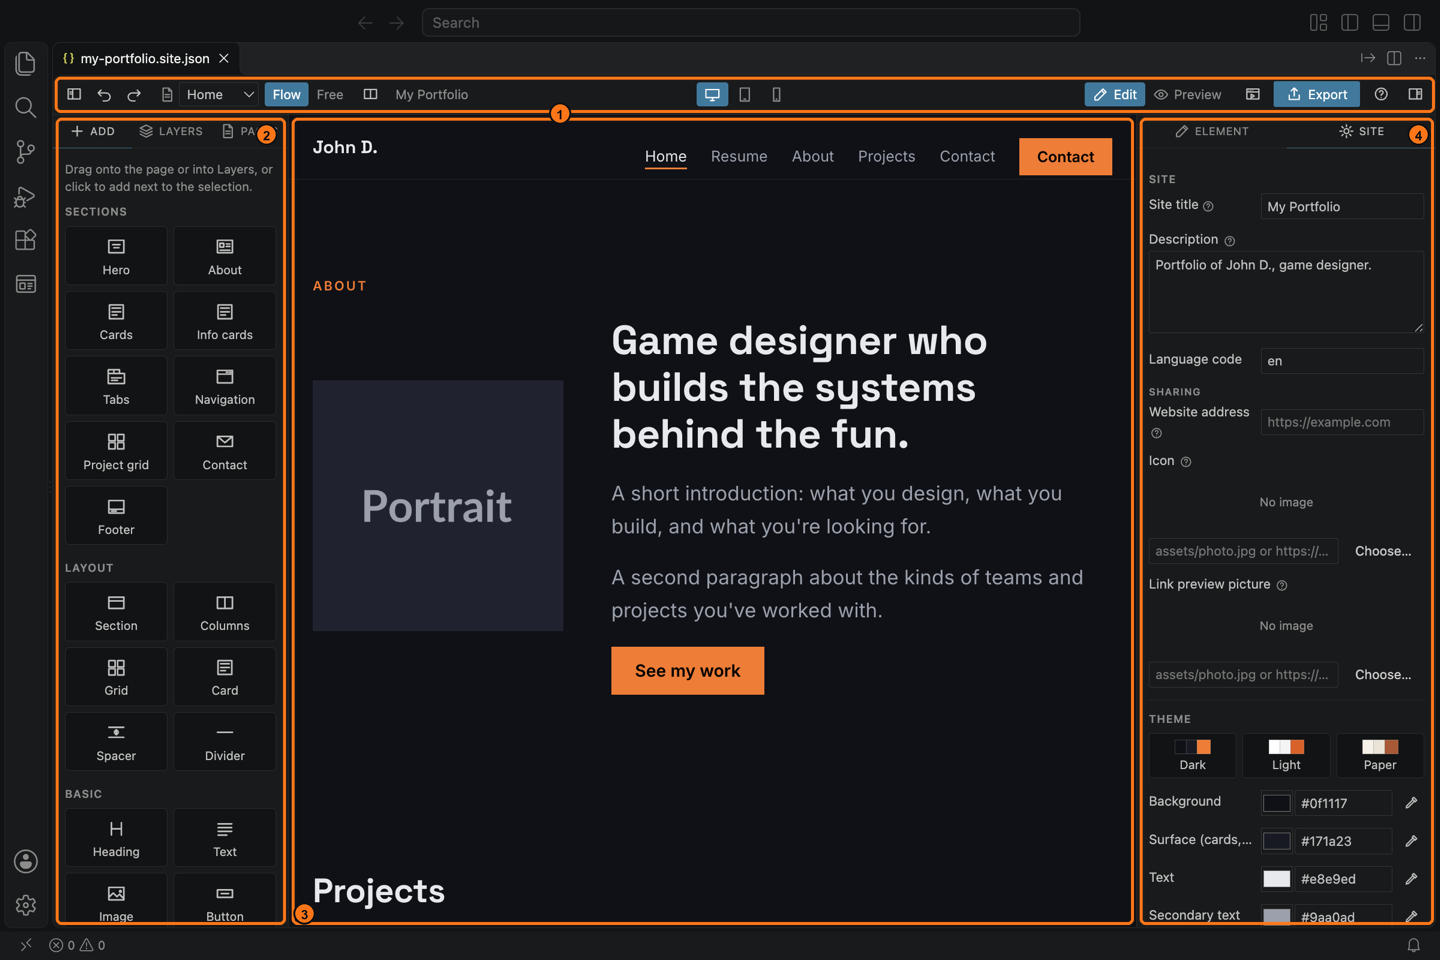 Search
my-portfolio.site.json
Home
Flow
Free
My Portfolio
Edit
Preview
Export
1
ADD
LAYERS
PA
2
Drag onto the page or into Layers, or
click to add next to the selection.
SECTIONS
Hero
About
Cards
Info cards
Tabs
Navigation
Project grid
Contact
Footer
LAYOUT
Section
Columns
Grid
Card
Spacer
Divider
BASIC
Heading
Text
Image
Button
John D.
Home
Resume
About
Projects
Contact
Contact
ABOUT
Portrait
Game designer who
builds the systems
behind the fun.
A short introduction: what you design, what you
build, and what you're looking for.
A second paragraph about the kinds of teams and
projects you've worked with.
See my work
Projects
3
ELEMENT
SITE
4
SITE
Site title
My Portfolio
Description
Portfolio of John D., game designer.
Language code
en
SHARING
Website address
https://example.com
Icon
No image
assets/photo.jpg or https://...
Choose...
Link preview picture
No image
assets/photo.jpg or https://...
Choose...
THEME
Dark
Light
Paper
Background
#0f1117
Surface (cards,...
#171a23
Text
#e8e9ed
Secondary text
#9aa0ad
0
0